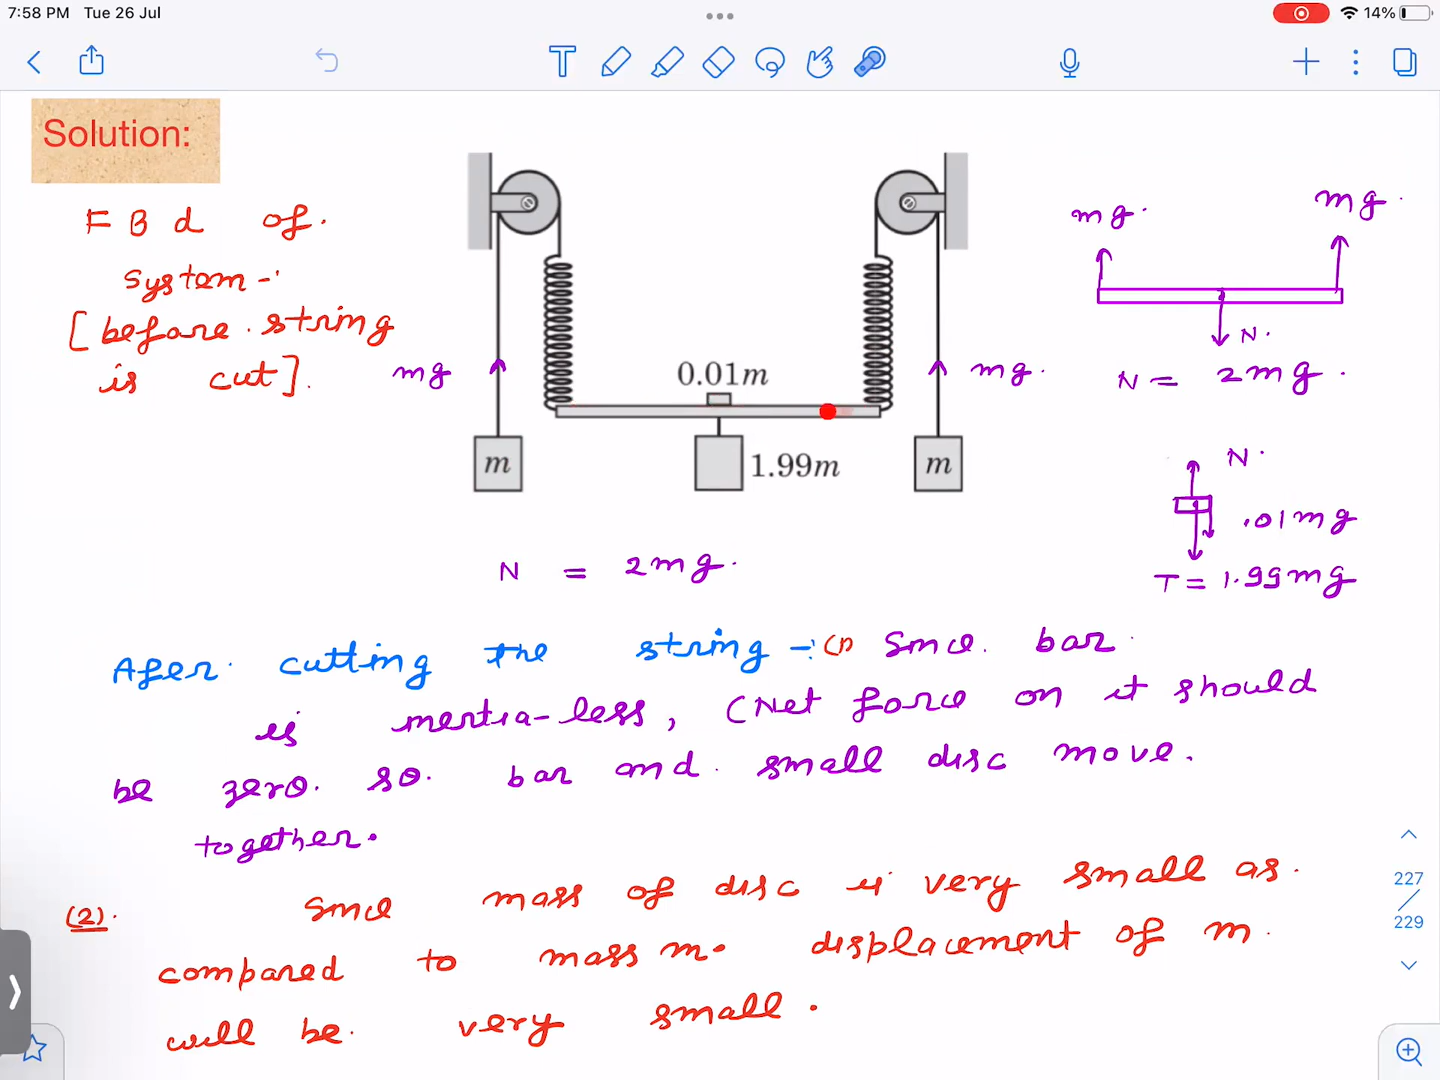 7:58 PM Tue 26 Jul
14%
Solution:
FBd of.
system -
[before string
is cut].
mg
mg.
0.01m
m
1.99m
m
mg.
mg.
N.
N = 2mg.
N.
.01mg
T = 1.99mg
N = 2mg.
Afer cutting the string -: (1) Since bar
is inertia-less, (Net force on it should
be zero. so. bar and small disc move.
together.
(2). Since mass of disc is very small as.
compared to mass m. displacement of m.
will be. very small.
227
229